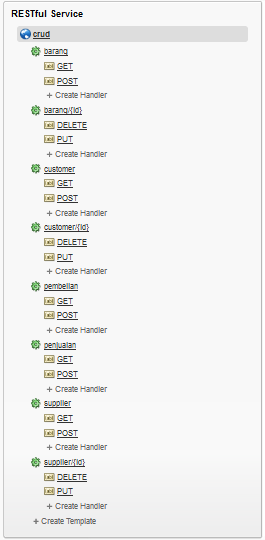 RESTful Service
crud
barang
GET
POST
+ Create Handler
barang/{id}
DELETE
PUT
+ Create Handler
customer
GET
POST
+ Create Handler
customer/{id}
DELETE
PUT
+ Create Handler
pembelian
GET
POST
+ Create Handler
penjualan
GET
POST
+ Create Handler
supplier
GET
POST
+ Create Handler
supplier/{id}
DELETE
PUT
+ Create Handler
+ Create Template